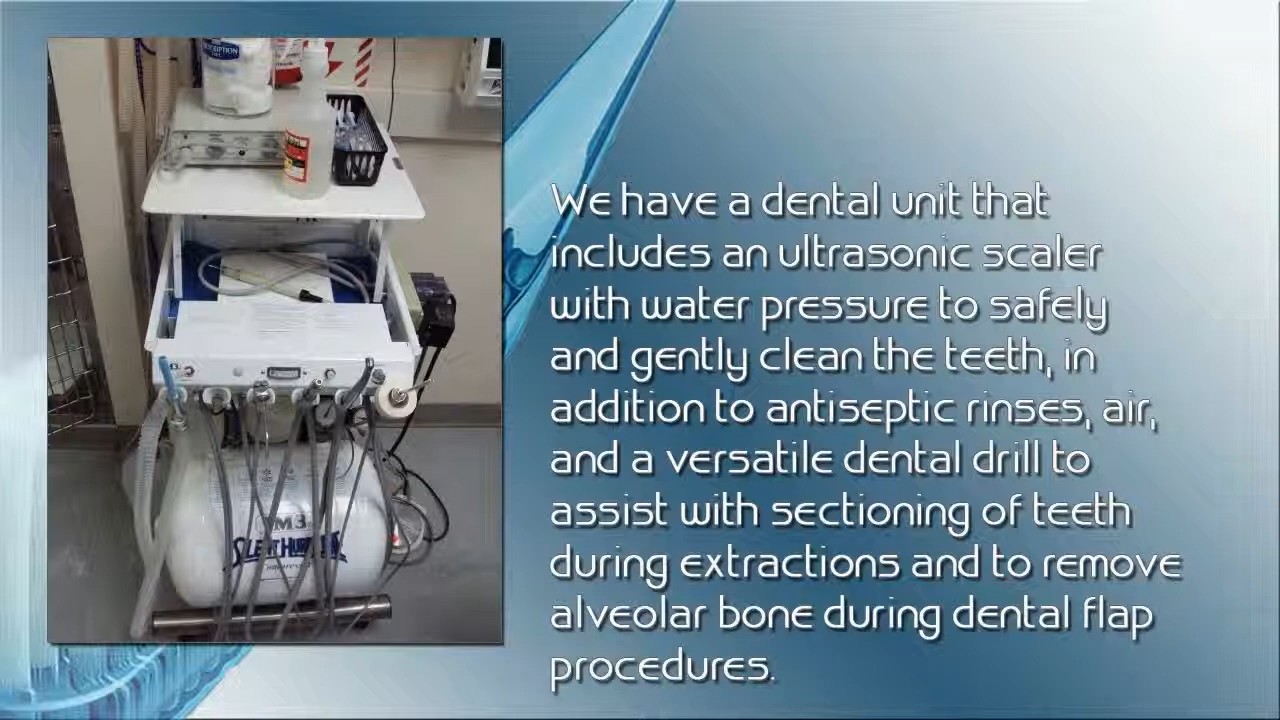 We have a dental unit that
includes an ultrasonic scaler
with water pressure to safely
and gently clean the teeth, in
addition to antiseptic rinses, air,
and a versatile dental drill to
assist with sectioning of teeth
during extractions and to remove
alveolar bone during dental flap
procedures.